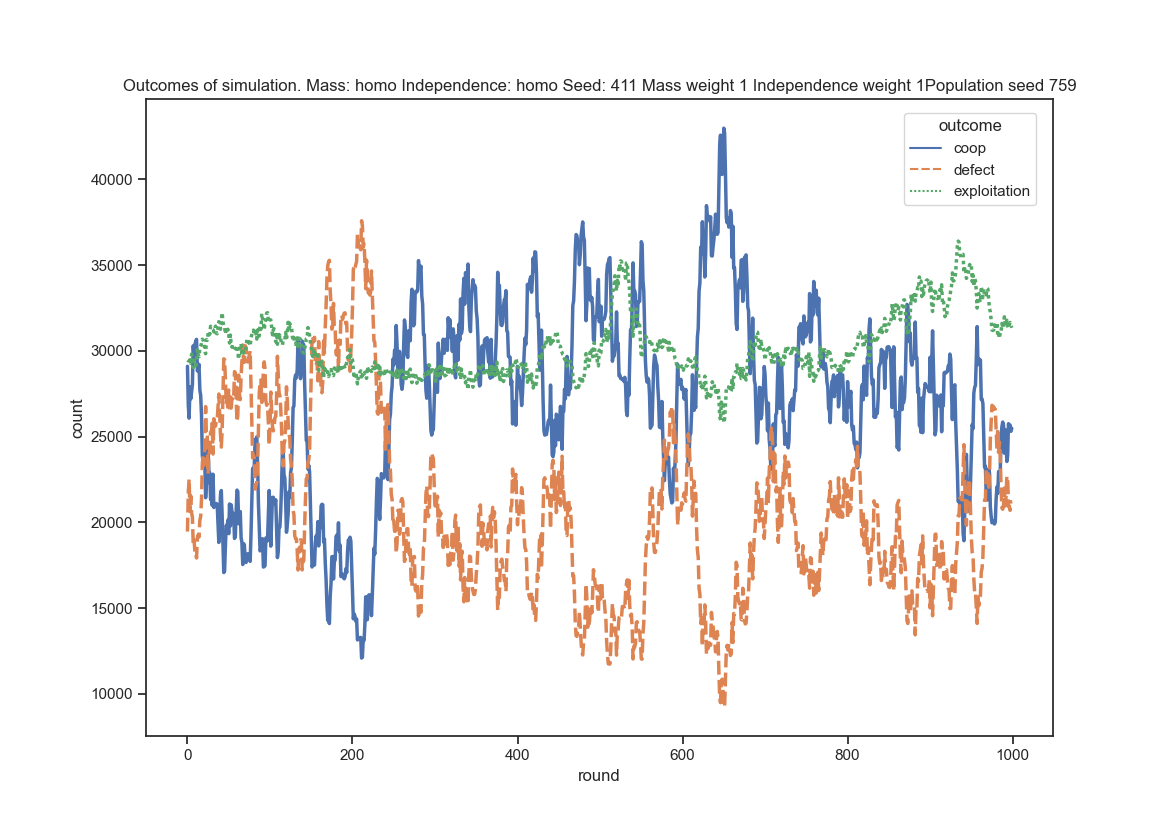 Outcomes of simulation. Mass: homo Independence: homo Seed: 411 Mass weight 1 Independence weight 1Population seed 759
outcome
coop
defect
exploitation
40000
35000
30000
25000
20000
15000
10000
count
0 200 400 600 800 1000
round